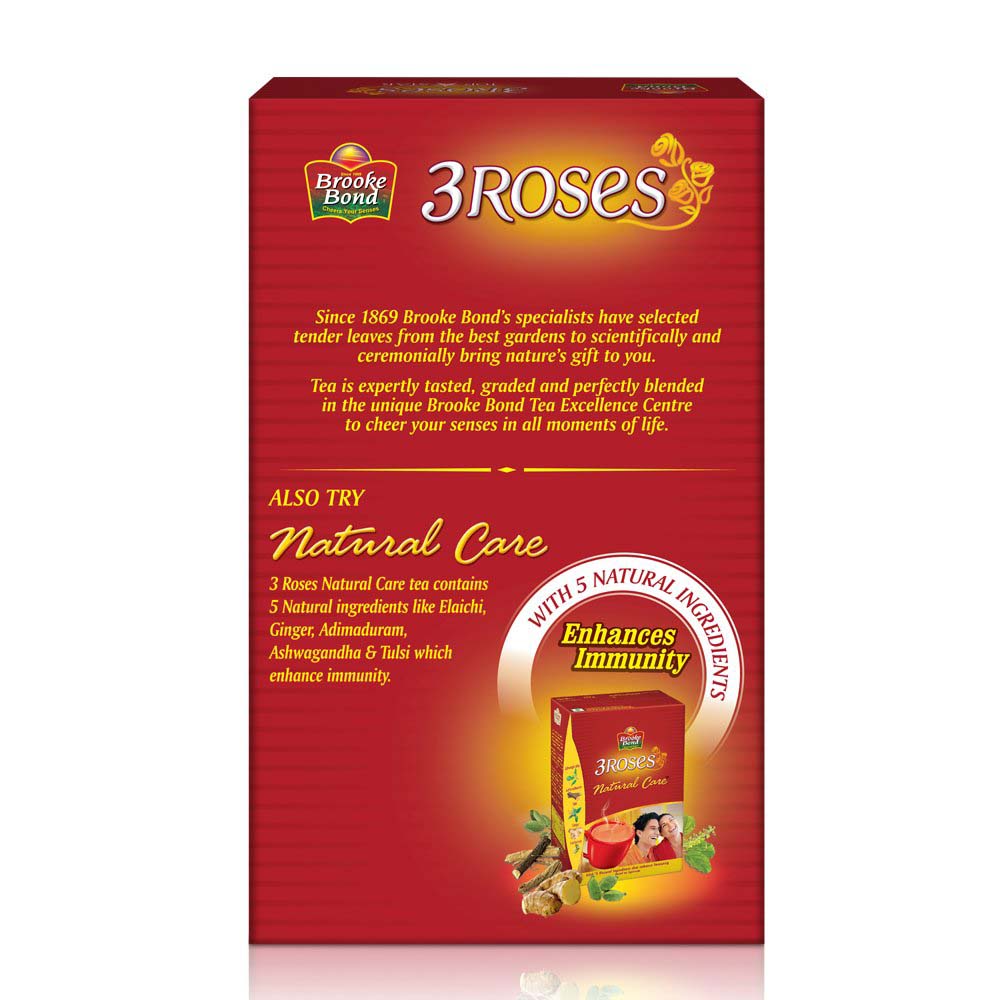 Since 1869
Brooke
Bond
Cheers Your Senses
3ROSES
Since 1869 Brooke Bond's specialists have selected
tender leaves from the best gardens to scientifically and
ceremonially bring nature's gift to you.
Tea is expertly tasted, graded and perfectly blended
in the unique Brooke Bond Tea Excellence Centre
to cheer your senses in all moments of life.
ALSO TRY
Natural Care
3 Roses Natural Care tea contains
5 Natural ingredients like Elaichi,
Ginger, Adimaduram,
Ashwagandha & Tulsi which
enhance immunity.
WITH 5 NATURAL INGREDIENTS
Enhances
Immunity
Brooke
Bond
3ROSES
Natural Care